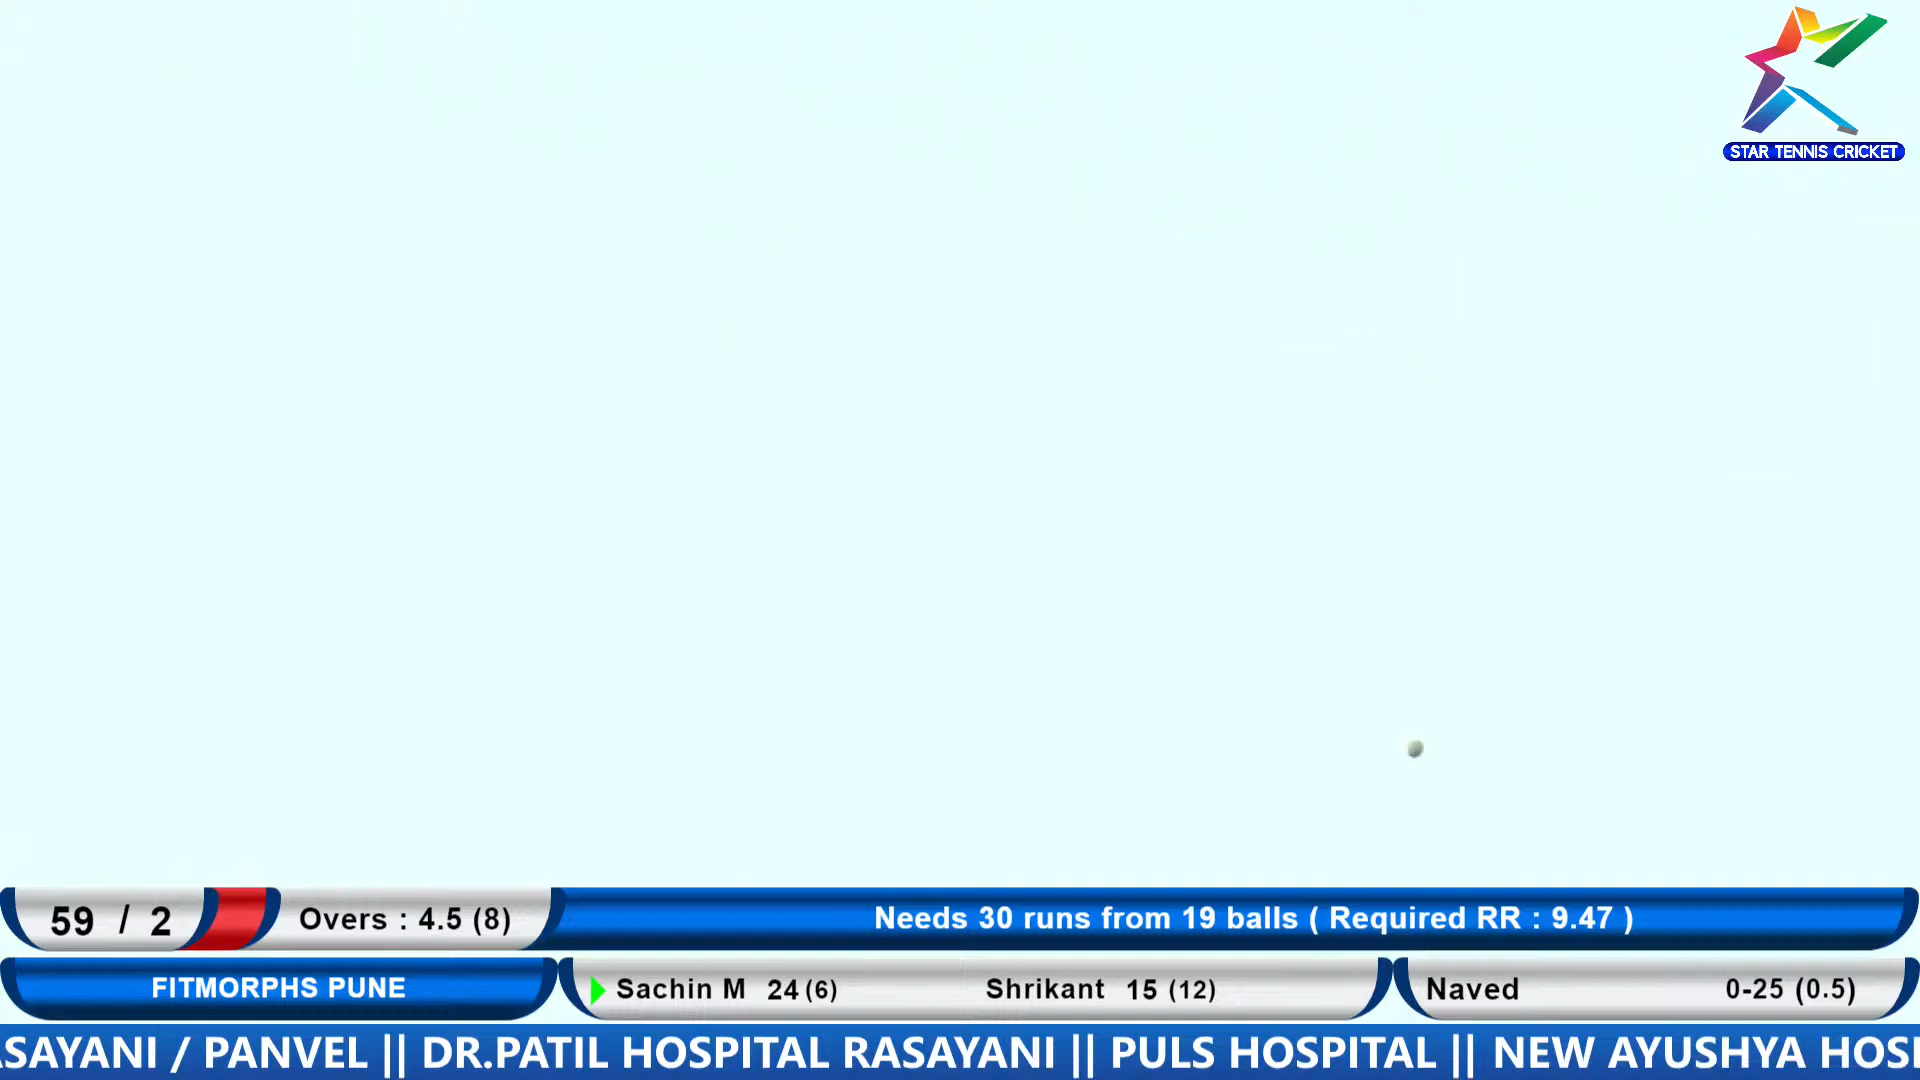 STAR TENNIS CRICKET
59 / 2
Overs : 4.5 (8)
Needs 30 runs from 19 balls ( Required RR : 9.47 )
FITMORPHS PUNE
Sachin M 24 (6)
Shrikant 15 (12)
Naved 0-25 (0.5)
SAYANI / PANVEL || DR.PATIL HOSPITAL RASAYANI || PULS HOSPITAL || NEW AYUSHYA HOS